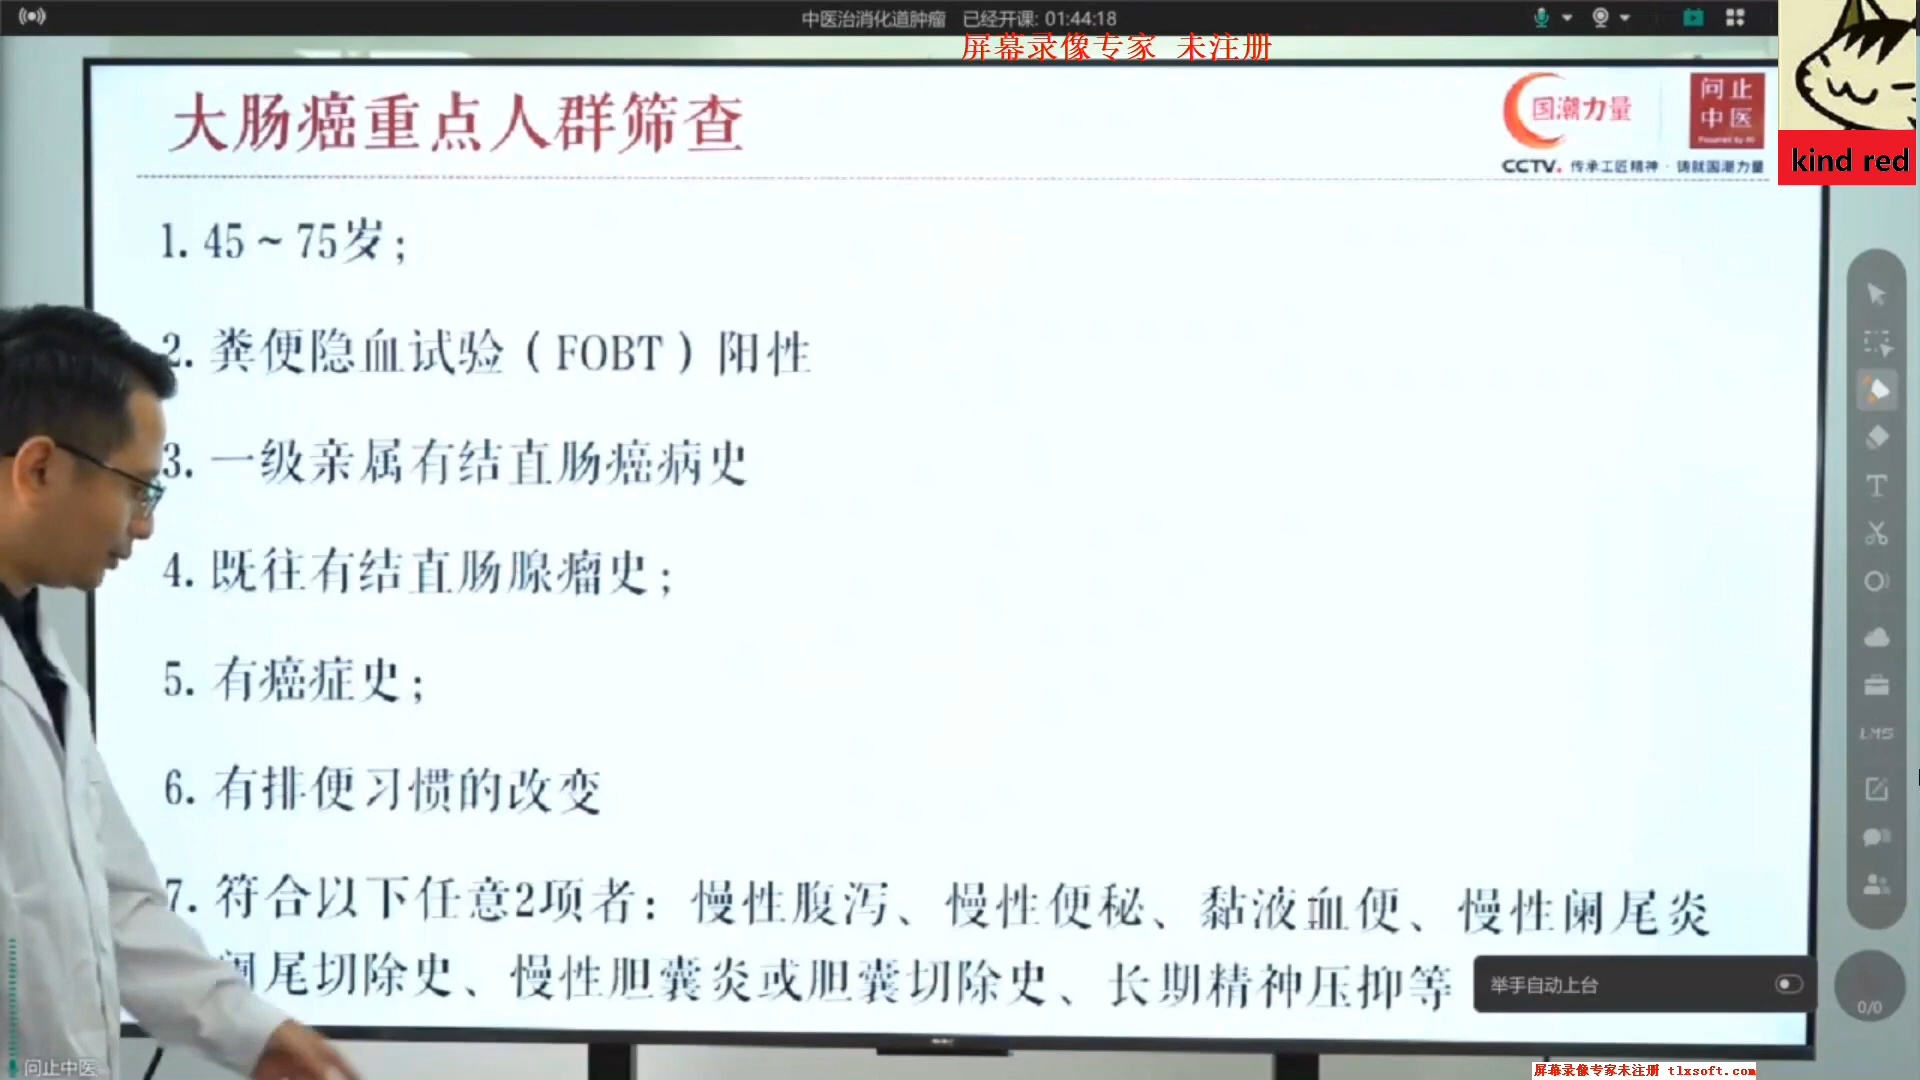 中医治消化道肿瘤 已经开课: 01:44:18
屏幕录像专家 未注册
大肠癌重点人群筛查
国潮力量
问止
中医
Powered by AI
CCTV. 传承工匠精神·铸就国潮力量
kind red
1. 45~75岁；
2. 粪便隐血试验（FOBT）阳性
3. 一级亲属有结直肠癌病史
4. 既往有结直肠腺瘤史；
5. 有癌症史；
6. 有排便习惯的改变
7. 符合以下任意2项者：慢性腹泻、慢性便秘、黏液血便、慢性阑尾炎
阑尾切除史、慢性胆囊炎或胆囊切除史、长期精神压抑等
T
LMS
举手自动上台
0/0
问止中医
屏幕录像专家未注册 tlxsoft.com